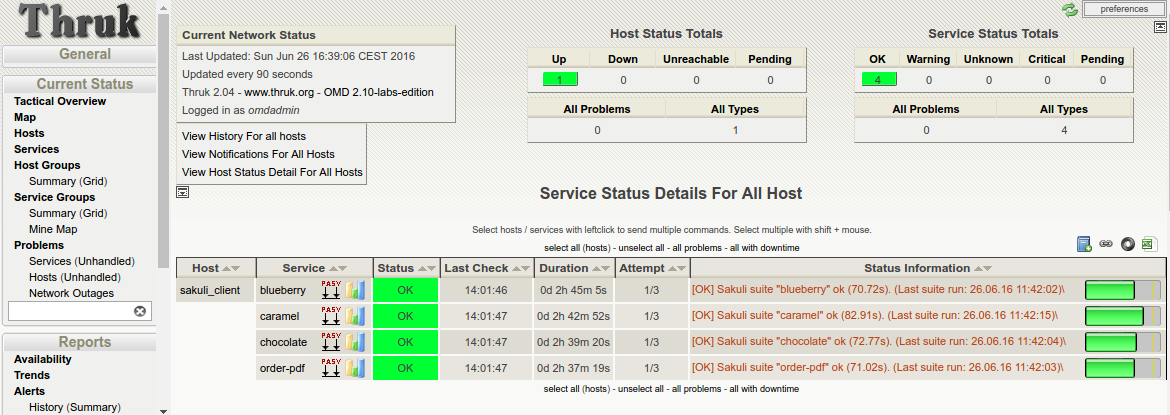 Thruk
General
Current Status
Tactical Overview
Map
Hosts
Services
Host Groups
Summary (Grid)
Service Groups
Summary (Grid)
Mine Map
Problems
Services (Unhandled)
Hosts (Unhandled)
Network Outages
Reports
Availability
Trends
Alerts
History (Summary)
preferences
Current Network Status
Last Updated: Sun Jun 26 16:39:06 CEST 2016
Updated every 90 seconds
Thruk 2.04 - www.thruk.org - OMD 2.10-labs-edition
Logged in as omdadmin
View History For all hosts
View Notifications For All Hosts
View Host Status Detail For All Hosts
Host Status Totals
Up Down Unreachable Pending
1 0 0 0
All Problems All Types
0 1
Service Status Totals
OK Warning Unknown Critical Pending
4 0 0 0 0
All Problems All Types
0 4
Service Status Details For All Host
Select hosts / services with leftclick to send multiple commands. Select multiple with shift + mouse.
select all (hosts) - unselect all - all problems - all with downtime
Host Service Status Last Check Duration Attempt Status Information
sakuli_client blueberry PASV OK 14:01:46 0d 2h 45m 5s 1/3 [OK] Sakuli suite "blueberry" ok (70.72s). (Last suite run: 26.06.16 11:42:02)\
caramel PASV OK 14:01:47 0d 2h 42m 52s 1/3 [OK] Sakuli suite "caramel" ok (82.91s). (Last suite run: 26.06.16 11:42:15)\
chocolate PASV OK 14:01:47 0d 2h 39m 20s 1/3 [OK] Sakuli suite "chocolate" ok (72.77s). (Last suite run: 26.06.16 11:42:04)\
order-pdf PASV OK 14:01:47 0d 2h 37m 19s 1/3 [OK] Sakuli suite "order-pdf" ok (71.02s). (Last suite run: 26.06.16 11:42:03)\
select all (hosts) - unselect all - all problems - all with downtime